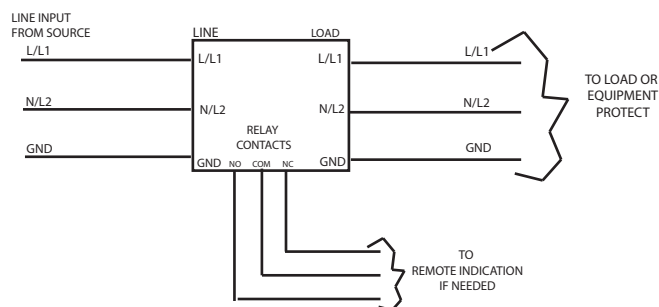 LINE INPUT
FROM SOURCE
LINE
LOAD
L/L1
L/L1
L/L1
L/L1
TO LOAD OR
EQUIPMENT
PROTECT
N/L2
N/L2
N/L2
N/L2
RELAY
CONTACTS
GND
GND
NO
COM
NC
GND
GND
TO
REMOTE INDICATION
IF NEEDED